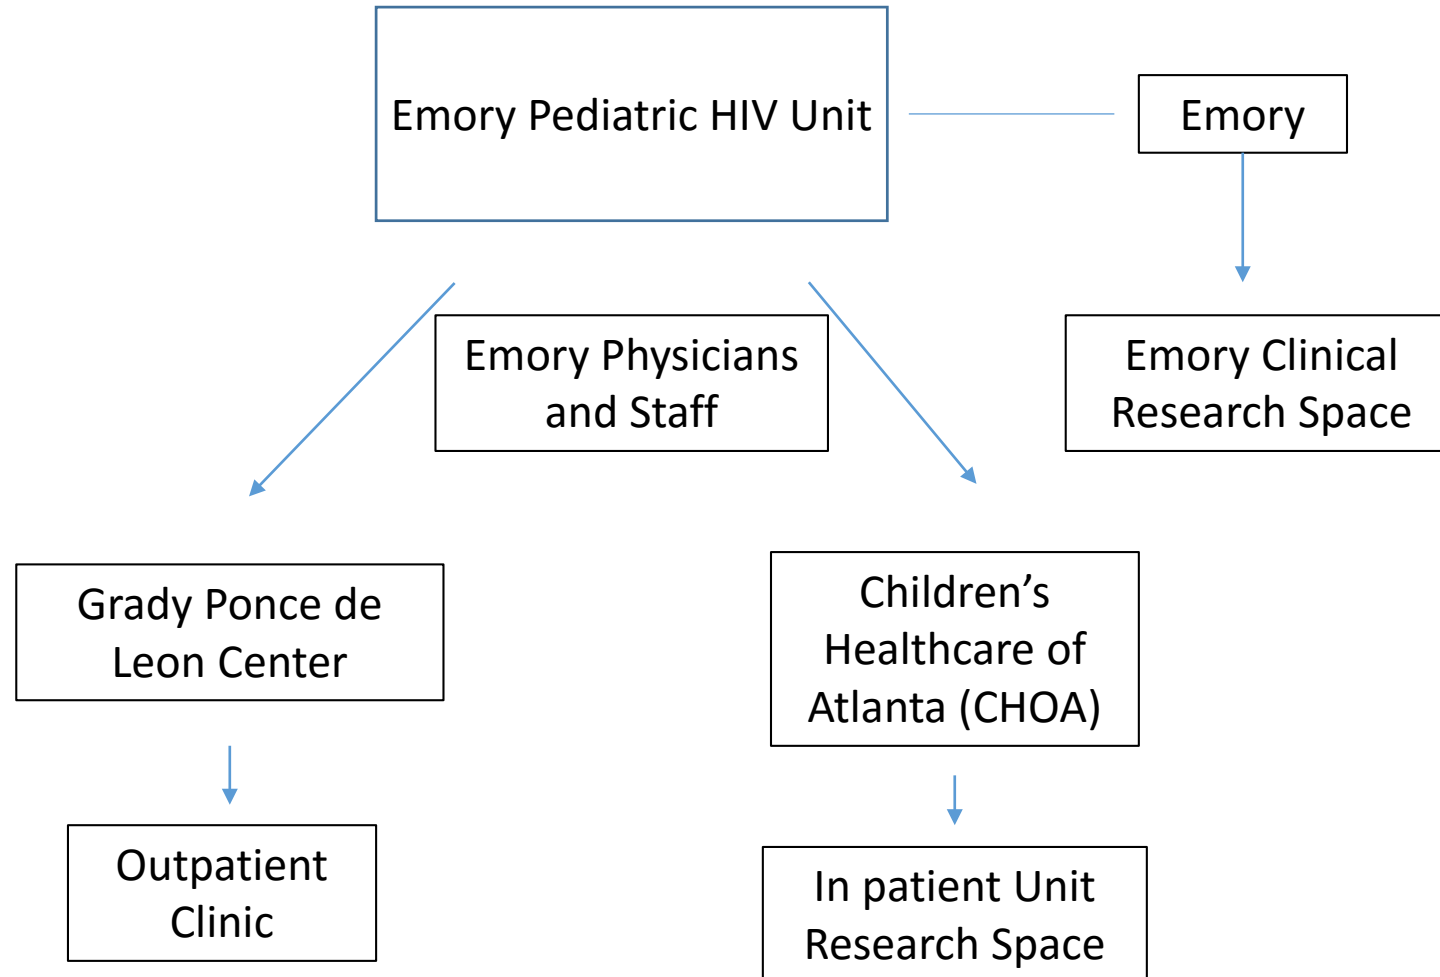 Emory Pediatric HIV Unit
Emory
Emory Physicians
and Staff
Emory Clinical
Research Space
Grady Ponce de
Leon Center
Children’s
Healthcare of
Atlanta (CHOA)
Outpatient
Clinic
In patient Unit
Research Space